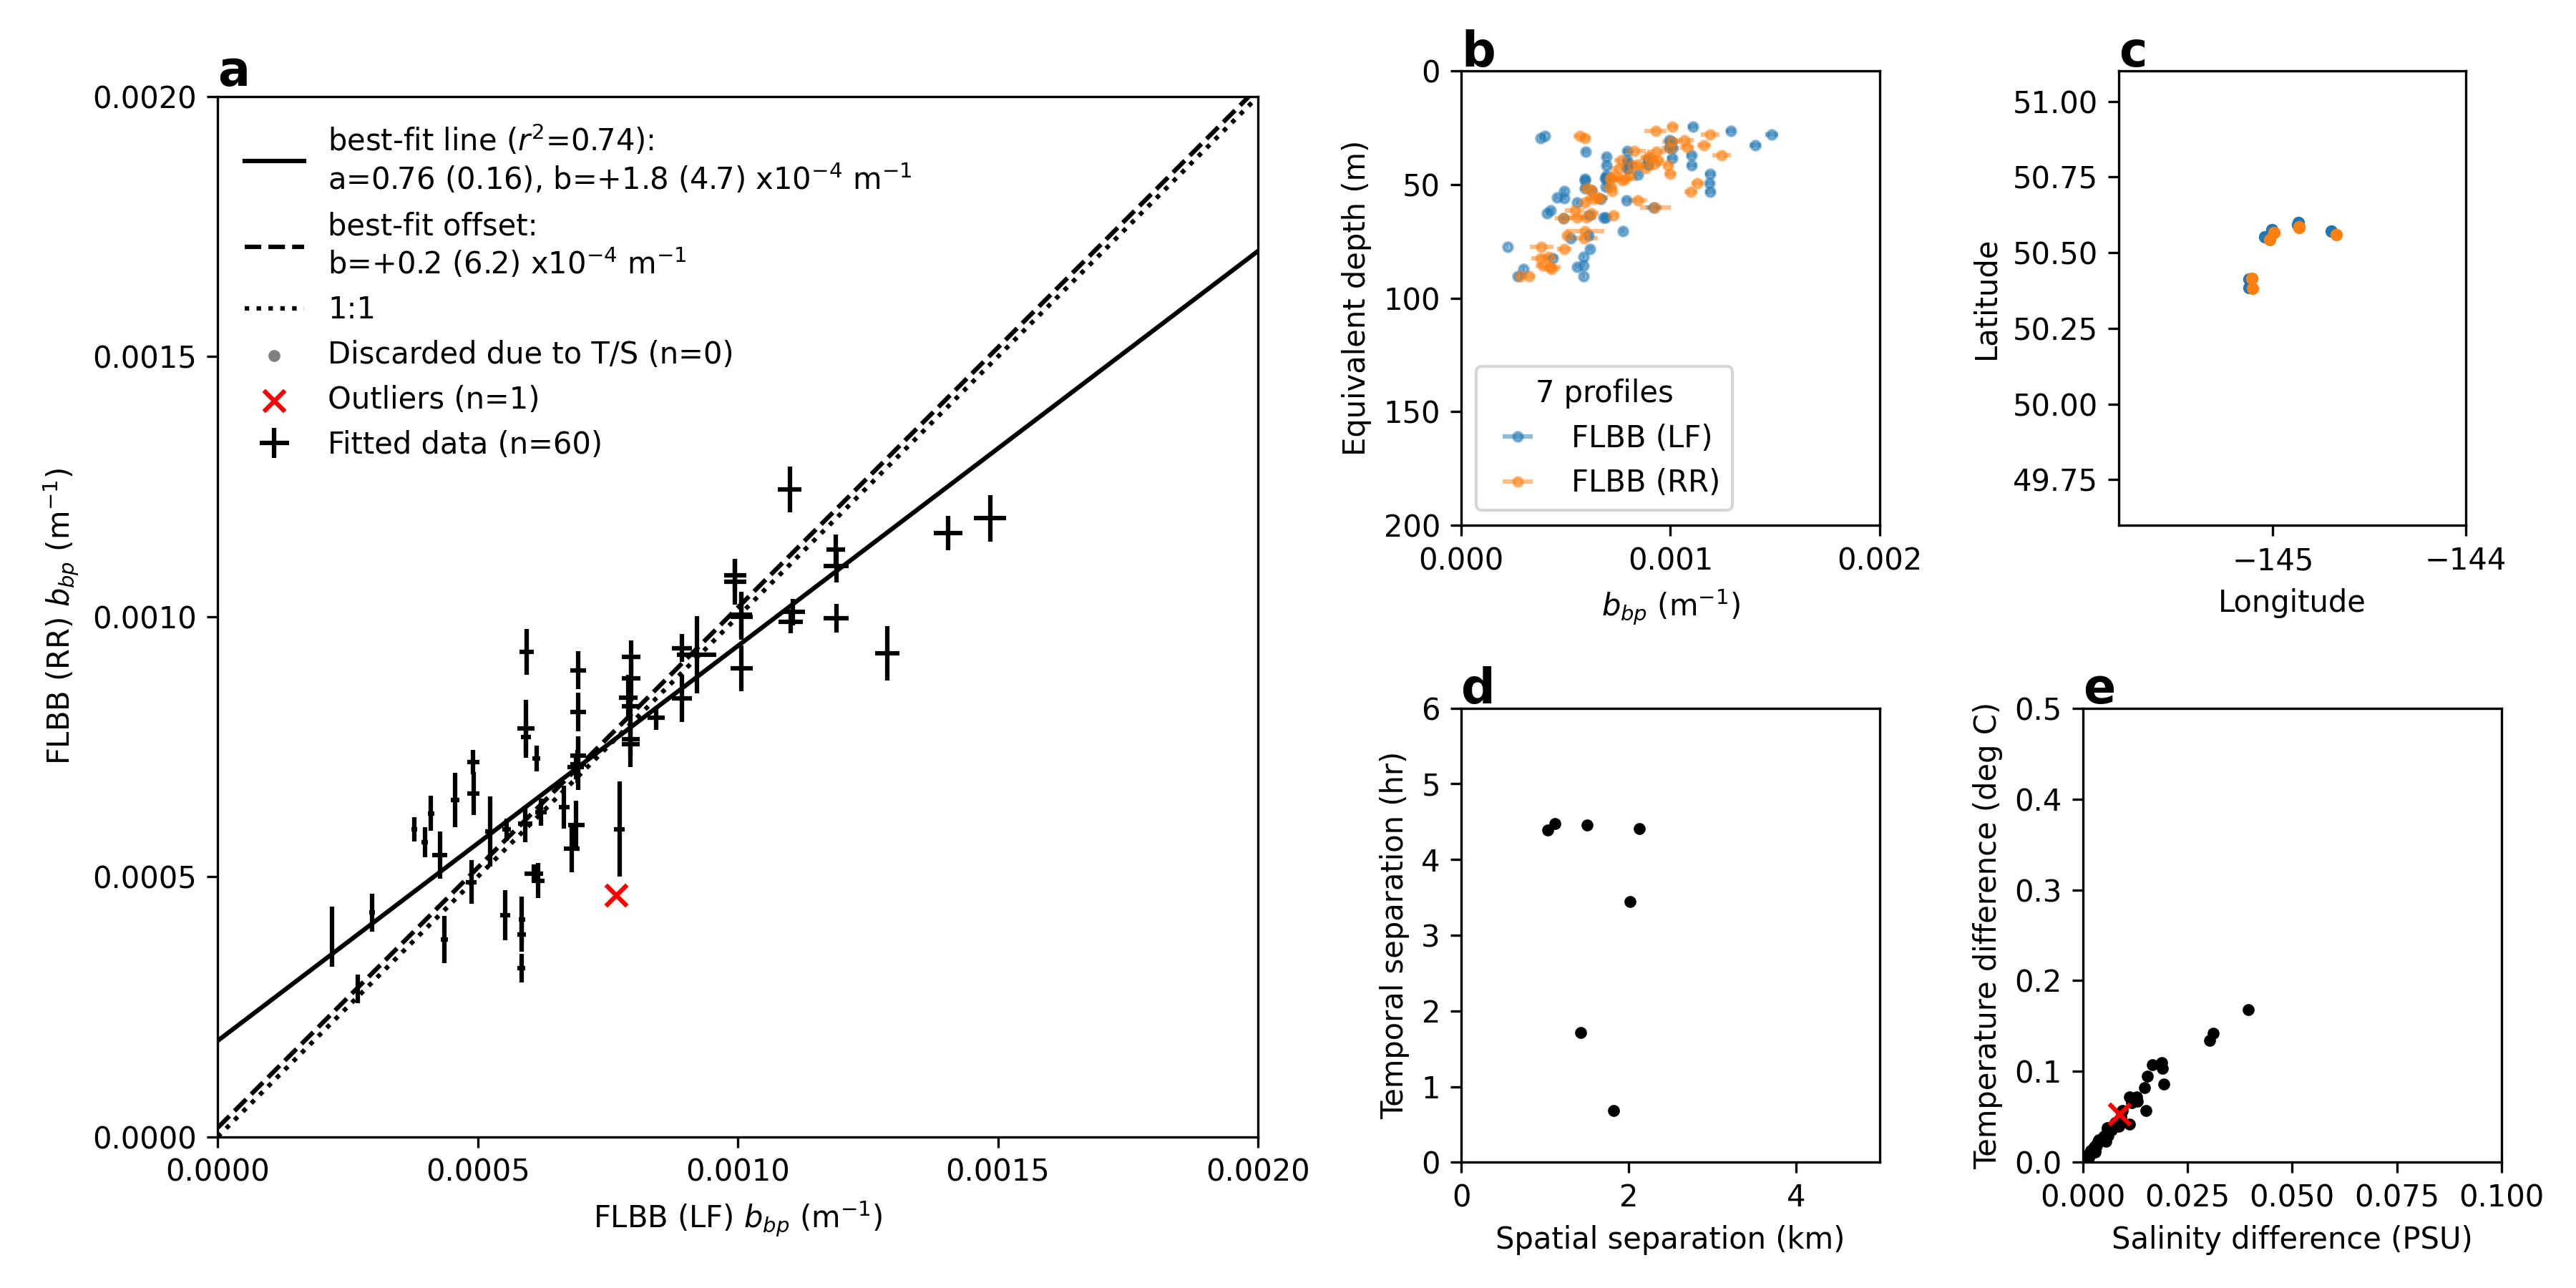 a
0.0020
0.0015
0.0010
0.0005
0.0000
0.0000 0.0005 0.0010 0.0015 0.0020
FLBB (RR) b_bp (m⁻¹)
FLBB (LF) b_bp (m⁻¹)
best-fit line (r²=0.74):
a=0.76 (0.16), b=+1.8 (4.7) x10⁻⁴ m⁻¹
best-fit offset:
b=+0.2 (6.2) x10⁻⁴ m⁻¹
1:1
Discarded due to T/S (n=0)
Outliers (n=1)
Fitted data (n=60)
b
0
50
100
150
200
0.000 0.001 0.002
Equivalent depth (m)
b_bp (m⁻¹)
7 profiles
FLBB (LF)
FLBB (RR)
c
51.00
50.75
50.50
50.25
50.00
49.75
−145 −144
Latitude
Longitude
d
6
5
4
3
2
1
0
0 2 4
Temporal separation (hr)
Spatial separation (km)
e
0.5
0.4
0.3
0.2
0.1
0.0
0.000 0.025 0.050 0.075 0.100
Temperature difference (deg C)
Salinity difference (PSU)